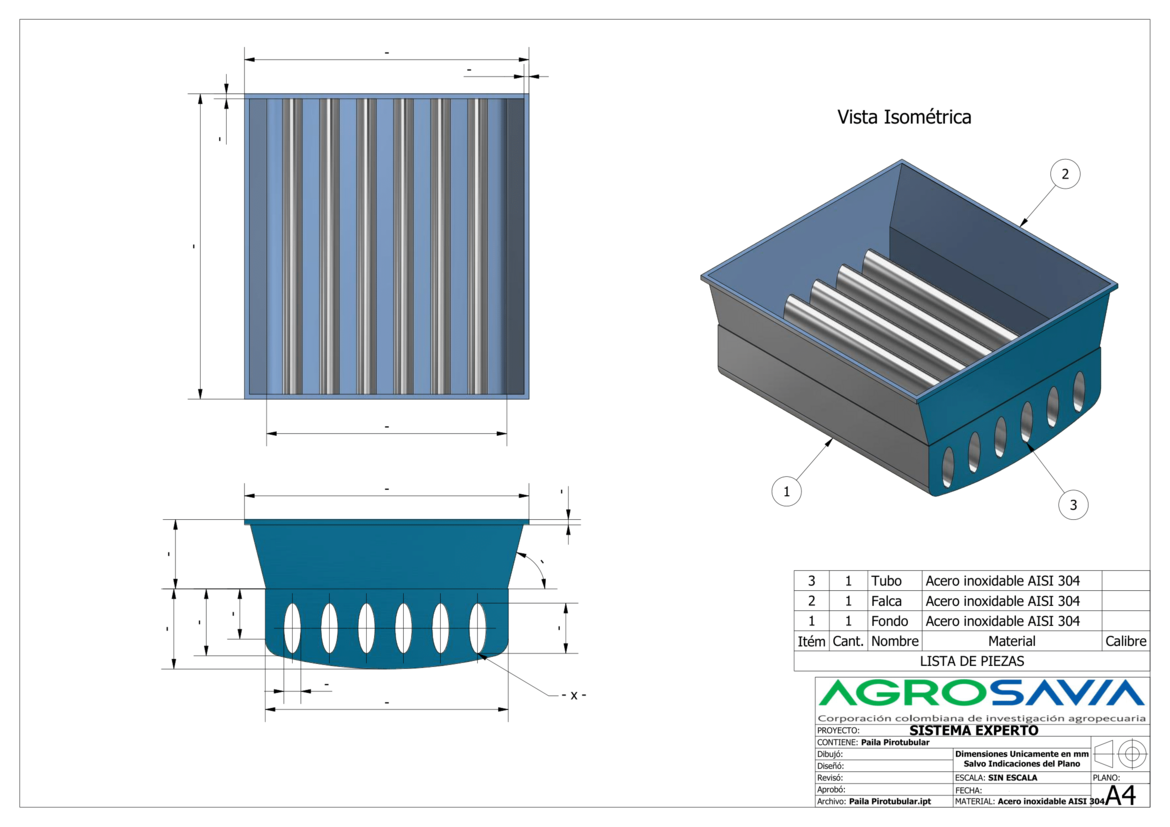 Vista Isométrica
2
1
3
- x -
3 1 Tubo Acero inoxidable AISI 304
2 1 Falca Acero inoxidable AISI 304
1 1 Fondo Acero inoxidable AISI 304
Itém Cant. Nombre Material Calibre
LISTA DE PIEZAS
AGROSAVIA
Corporación colombiana de investigación agropecuaria
PROYECTO: SISTEMA EXPERTO
CONTIENE: Paila Pirotubular
Dibujó:
Diseñó:
Dimensiones Unicamente en mm
Salvo Indicaciones del Plano
Revisó: ESCALA: SIN ESCALA PLANO:
Aprobó: FECHA:
A4
Archivo: Paila Pirotubular.ipt MATERIAL: Acero inoxidable AISI 304